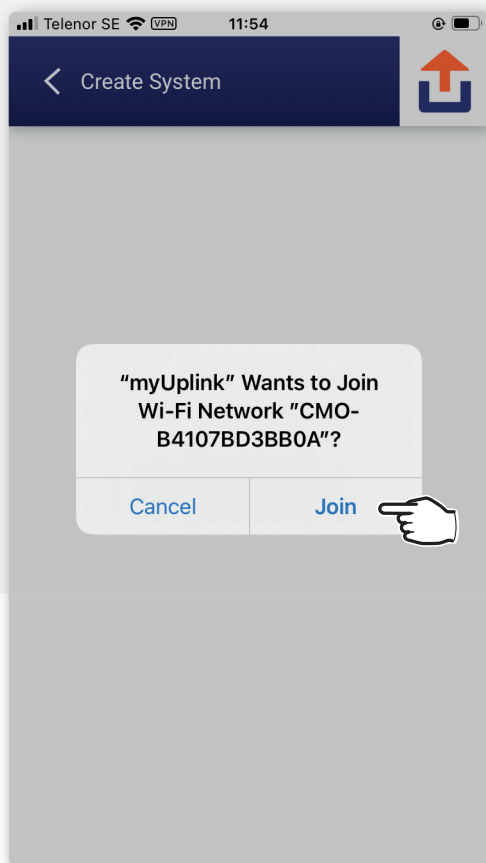 Telenor SE VPN 11:54
Create System
“myUplink” Wants to Join
Wi-Fi Network ”CMO-
B4107BD3BB0A”?
Cancel Join